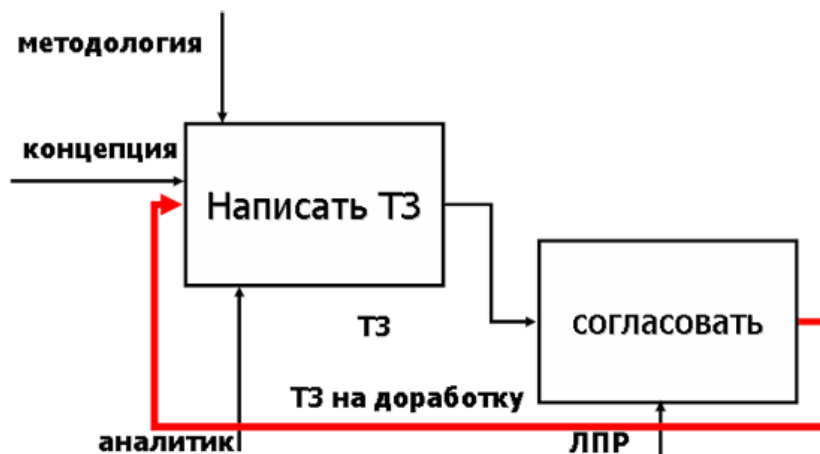 методология
концепция
Написать ТЗ
согласовать
ТЗ
ТЗ на доработку
аналитик
ЛПР